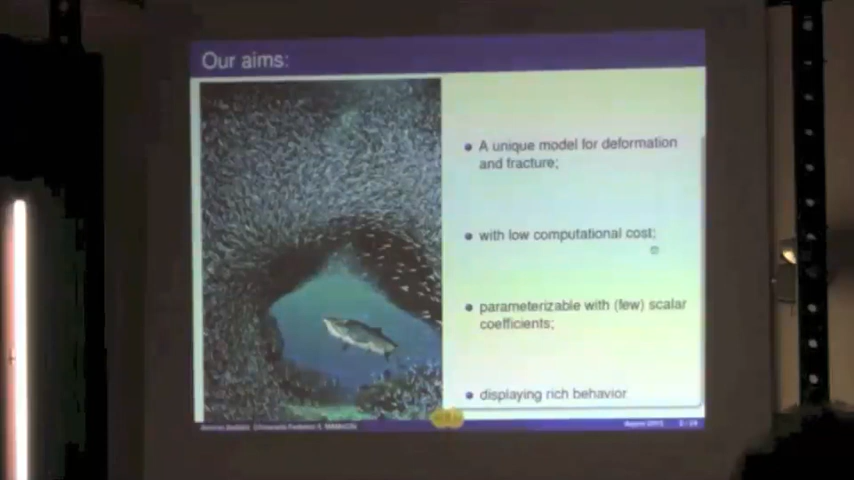 Our aims:
A unique model for deformation
and fracture;
with low computational cost;
parameterizable with (few) scalar
coefficients;
displaying rich behavior